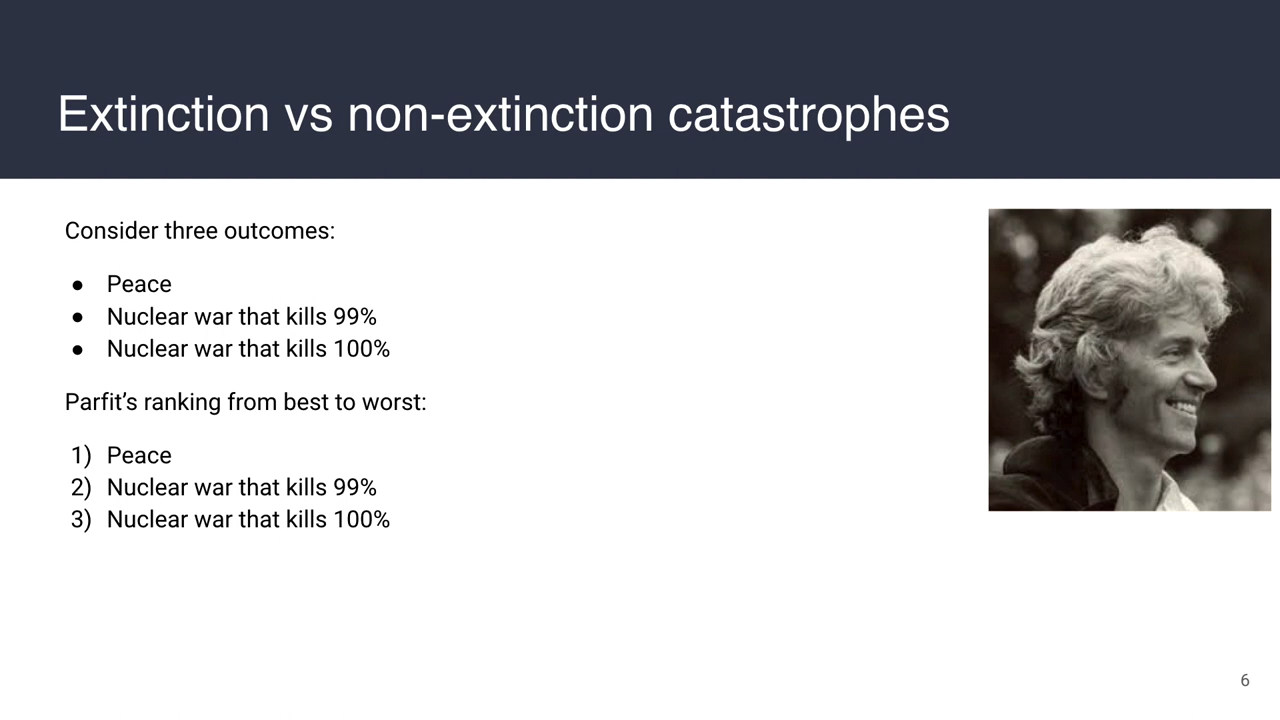 Extinction vs non-extinction catastrophes
Consider three outcomes:
● Peace
● Nuclear war that kills 99%
● Nuclear war that kills 100%
Parfit’s ranking from best to worst:
1) Peace
2) Nuclear war that kills 99%
3) Nuclear war that kills 100%
6